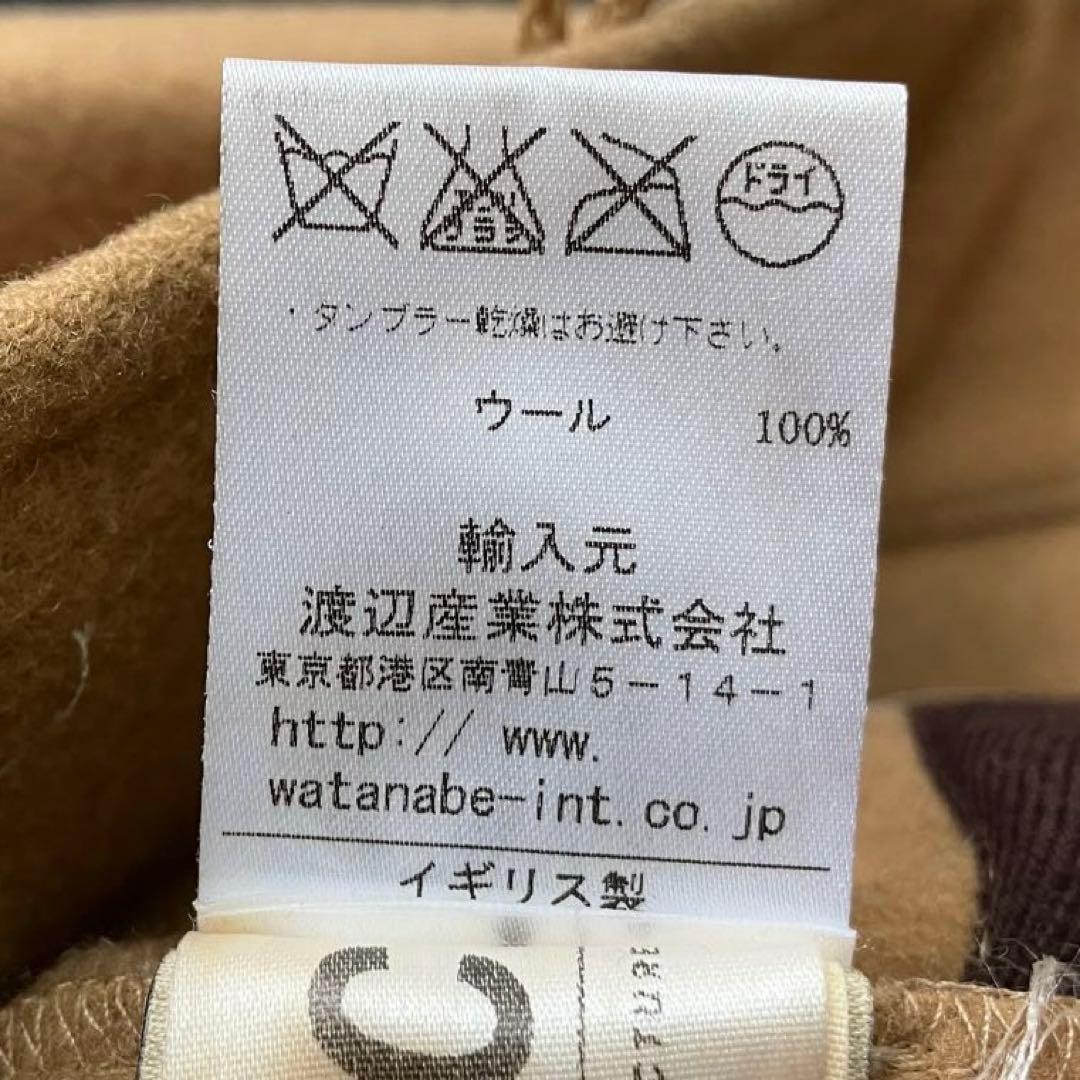 ドライ
・タンブラー乾燥はお避け下さい。
ウール 100%
輸入元
渡辺産業株式会社
東京都港区南青山5-14-1
http://www.
watanabe-int.co.jp
イギリス製
C